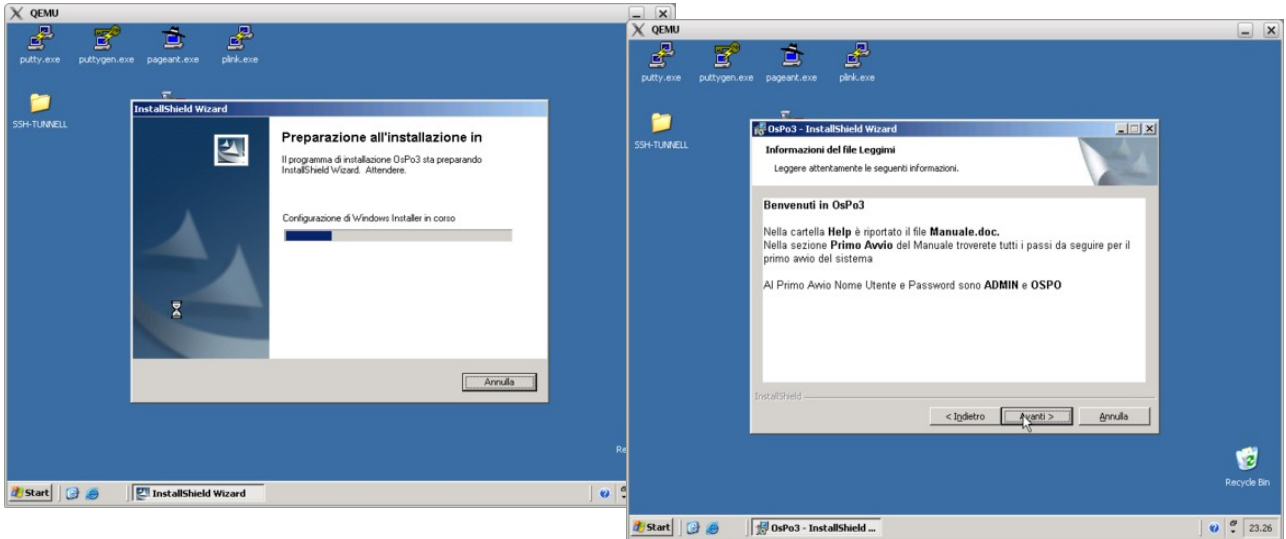 QEMU
putty.exe
puttygen.exe
pageant.exe
plink.exe
SSH-TUNNELL
InstallShield Wizard
Preparazione all'installazione in
Il programma di installazione OsPo3 sta preparando
InstallShield Wizard. Attendere.
Configurazione di Windows Installer in corso
Annulla
Re
Start
InstallShield Wizard
QEMU
putty.exe
puttygen.exe
pageant.exe
plink.exe
SSH-TUNNELL
OsPo3 - InstallShield Wizard
Informazioni del file Leggimi
Leggere attentamente le seguenti informazioni.
Benvenuti in OsPo3
Nella cartella Help è riportato il file Manuale.doc.
Nella sezione Primo Avvio del Manuale troverete tutti i passi da seguire per il
primo avvio del sistema
Al Primo Avvio Nome Utente e Password sono ADMIN e OSPO
InstallShield
< Indietro
Avanti >
Annulla
Recycle Bin
Start
OsPo3 - InstallShield ...
23.26